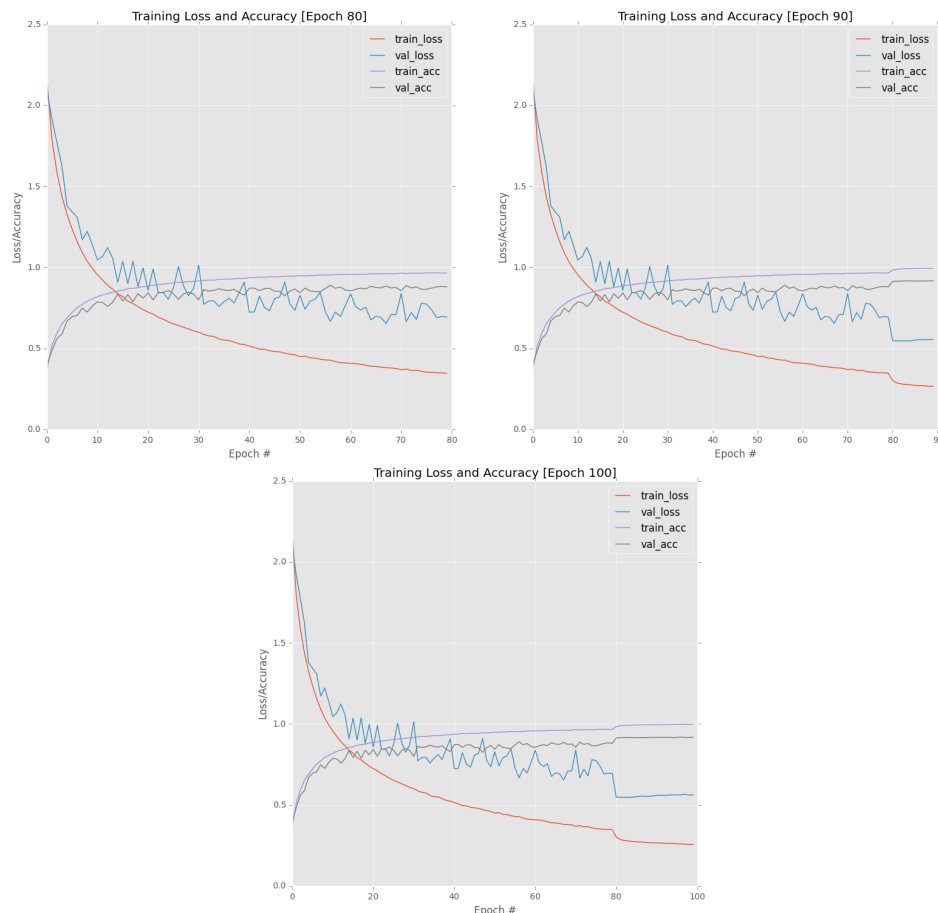 Training Loss and Accuracy [Epoch 80]
2.5
2.0
1.5
1.0
0.5
0.0
Loss/Accuracy
train_loss
val_loss
train_acc
val_acc
0 10 20 30 40 50 60 70 80
Epoch #
Training Loss and Accuracy [Epoch 90]
2.5
2.0
1.5
1.0
0.5
0.0
Loss/Accuracy
train_loss
val_loss
train_acc
val_acc
0 10 20 30 40 50 60 70 80 9
Epoch #
Training Loss and Accuracy [Epoch 100]
2.5
2.0
1.5
1.0
0.5
0.0
Loss/Accuracy
train_loss
val_loss
train_acc
val_acc
0 20 40 60 80 100
Epoch #